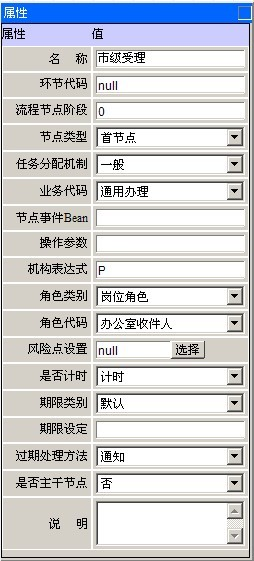 属性
属性 值
名 称 市级受理
环节代码 null
流程节点阶段 0
节点类型 首节点
任务分配机制 一般
业务代码 通用办理
节点事件Bean
操作参数
机构表达式 P
角色类别 岗位角色
角色代码 办公室收件人
风险点设置 null 选择
是否计时 计时
期限类别 默认
期限设定
过期处理方法 通知
是否主干节点 否
说 明